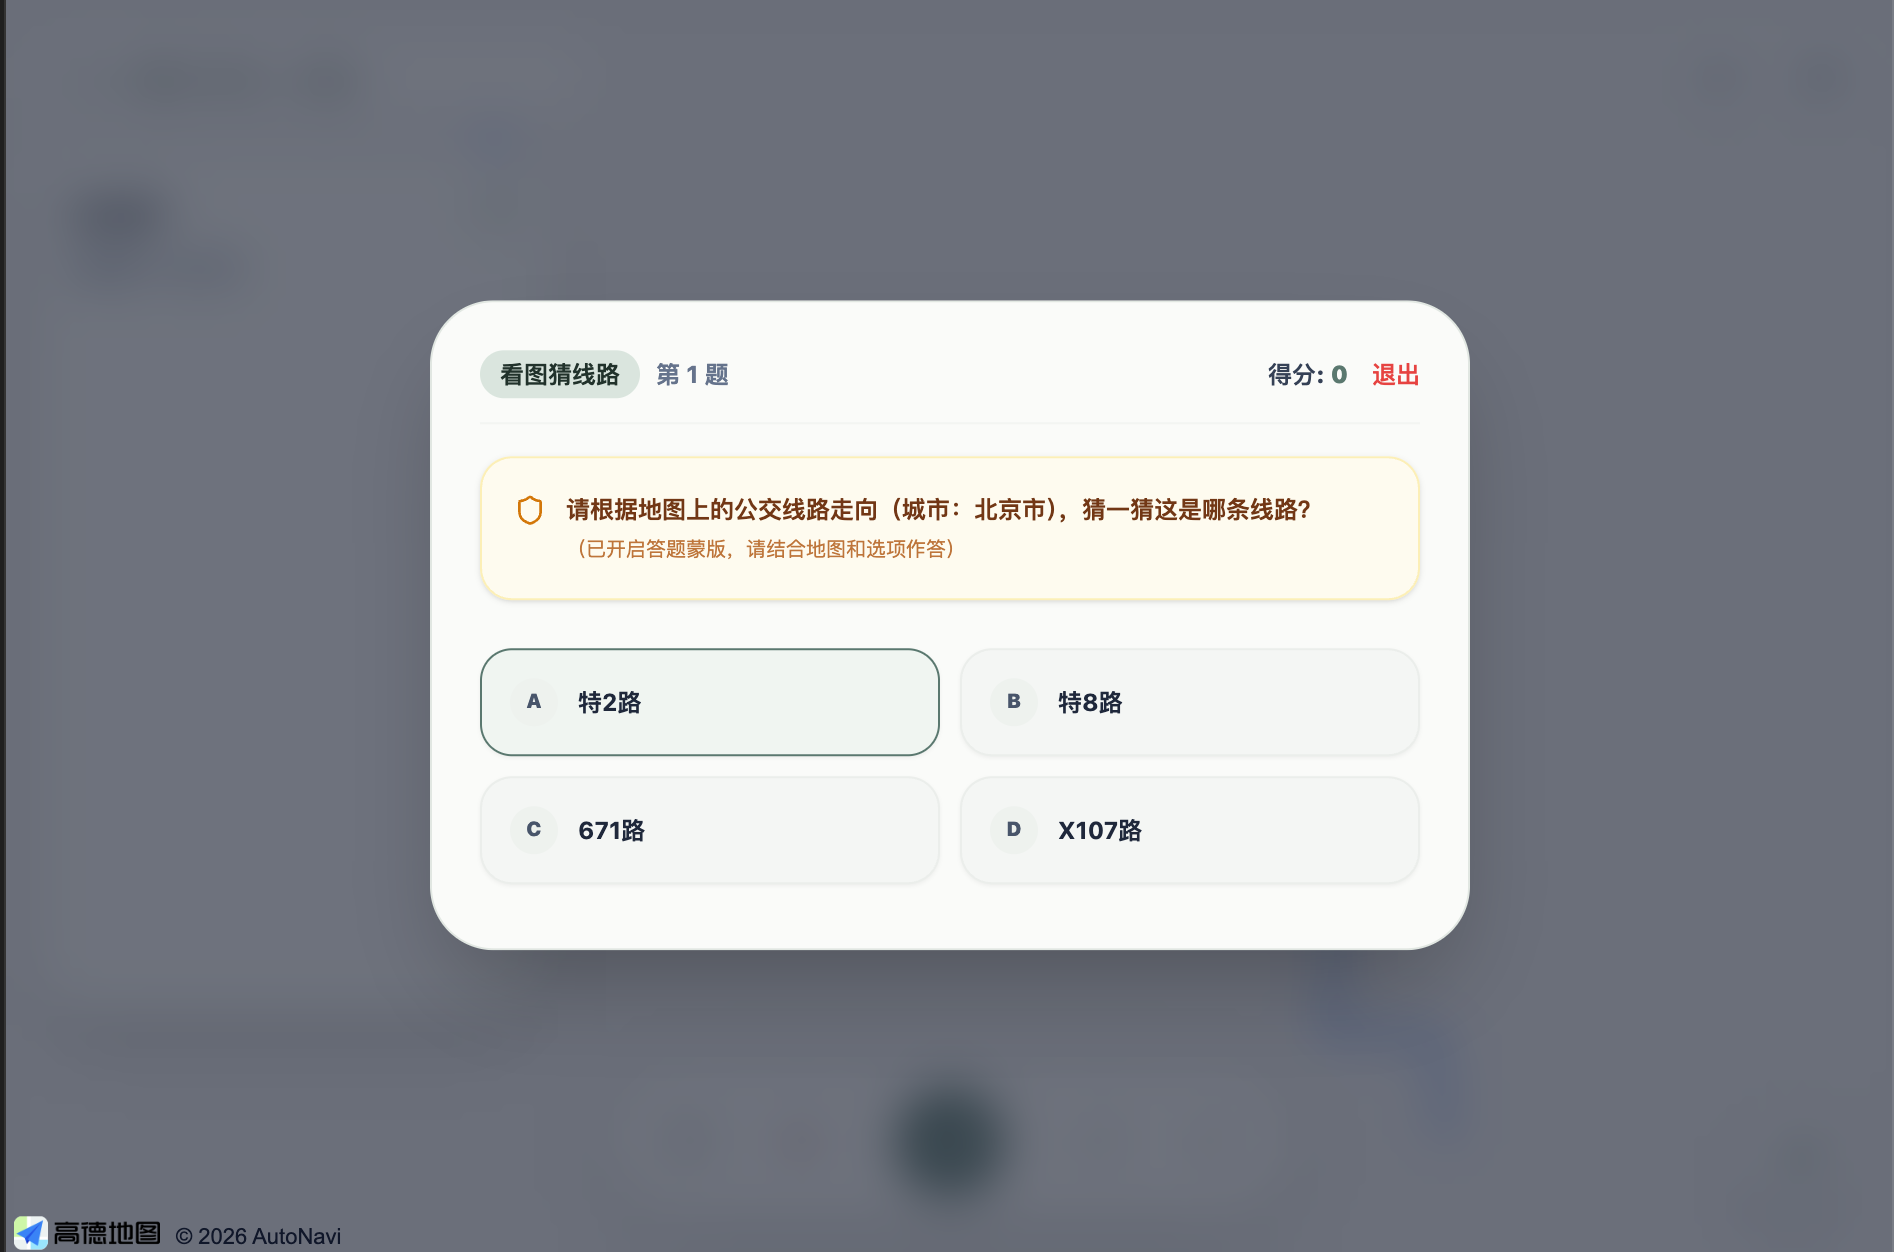 看图猜线路 第 1 题 得分: 0 退出
请根据地图上的公交线路走向（城市：北京市），猜一猜这是哪条线路?
（已开启答题蒙版，请结合地图和选项作答）
A 特2路
B 特8路
C 671路
D X107路
高德地图 © 2026 AutoNavi